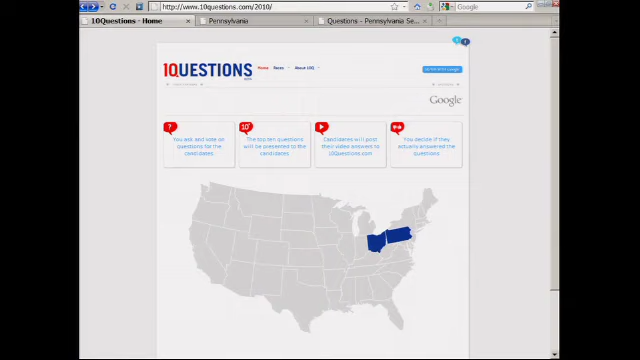 http://www.10questions.com/2010/
Google
10Questions - Home
Pennsylvania
Questions - Pennsylvania Se...
10QUESTIONS
Home
Races
About 10Q
Google
You ask and vote on
questions for the
candidates.
The top ten questions
will be presented to the
candidates.
Candidates will post
their video answers to
10Questions.com
You decide if they
actually answered the
questions.